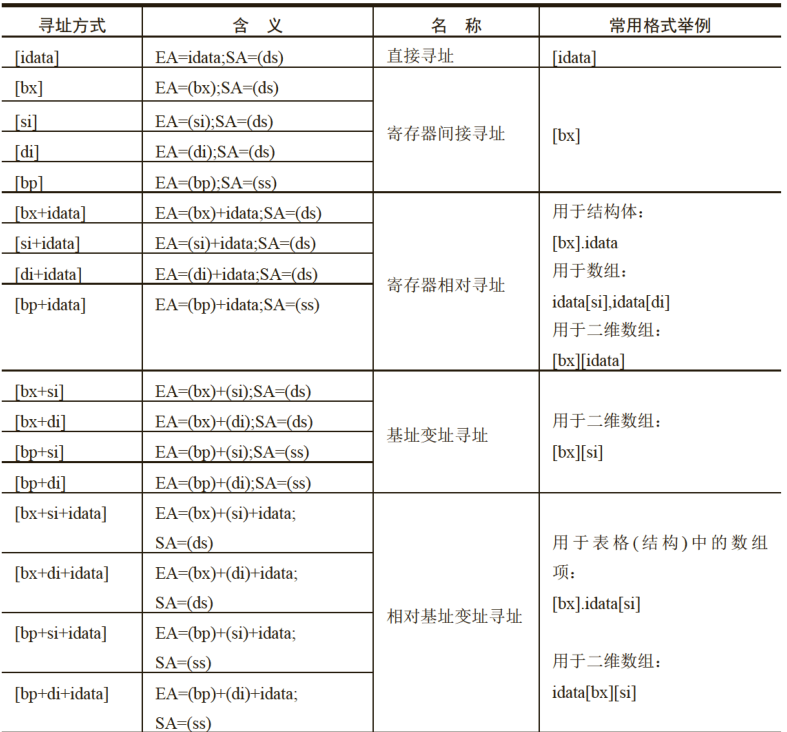 寻址方式 含 义 名 称 常用格式举例
[idata] EA=idata;SA=(ds) 直接寻址 [idata]
[bx] EA=(bx);SA=(ds)
[si] EA=(si);SA=(ds)
寄存器间接寻址 [bx]
[di] EA=(di);SA=(ds)
[bp] EA=(bp);SA=(ss)
[bx+idata] EA=(bx)+idata;SA=(ds) 用于结构体：
[si+idata] EA=(si)+idata;SA=(ds) [bx].idata
[di+idata] EA=(di)+idata;SA=(ds) 用于数组：
寄存器相对寻址
[bp+idata] EA=(bp)+idata;SA=(ss) idata[si],idata[di]
用于二维数组：
[bx][idata]
[bx+si] EA=(bx)+(si);SA=(ds)
[bx+di] EA=(bx)+(di);SA=(ds) 用于二维数组：
基址变址寻址
[bp+si] EA=(bp)+(si);SA=(ss) [bx][si]
[bp+di] EA=(bp)+(di);SA=(ss)
[bx+si+idata] EA=(bx)+(si)+idata;
SA=(ds) 用于表格(结构)中的数组
[bx+di+idata] EA=(bx)+(di)+idata; 项：
SA=(ds) [bx].idata[si]
相对基址变址寻址
[bp+si+idata] EA=(bp)+(si)+idata;
SA=(ss) 用于二维数组：
[bp+di+idata] EA=(bp)+(di)+idata; idata[bx][si]
SA=(ss)